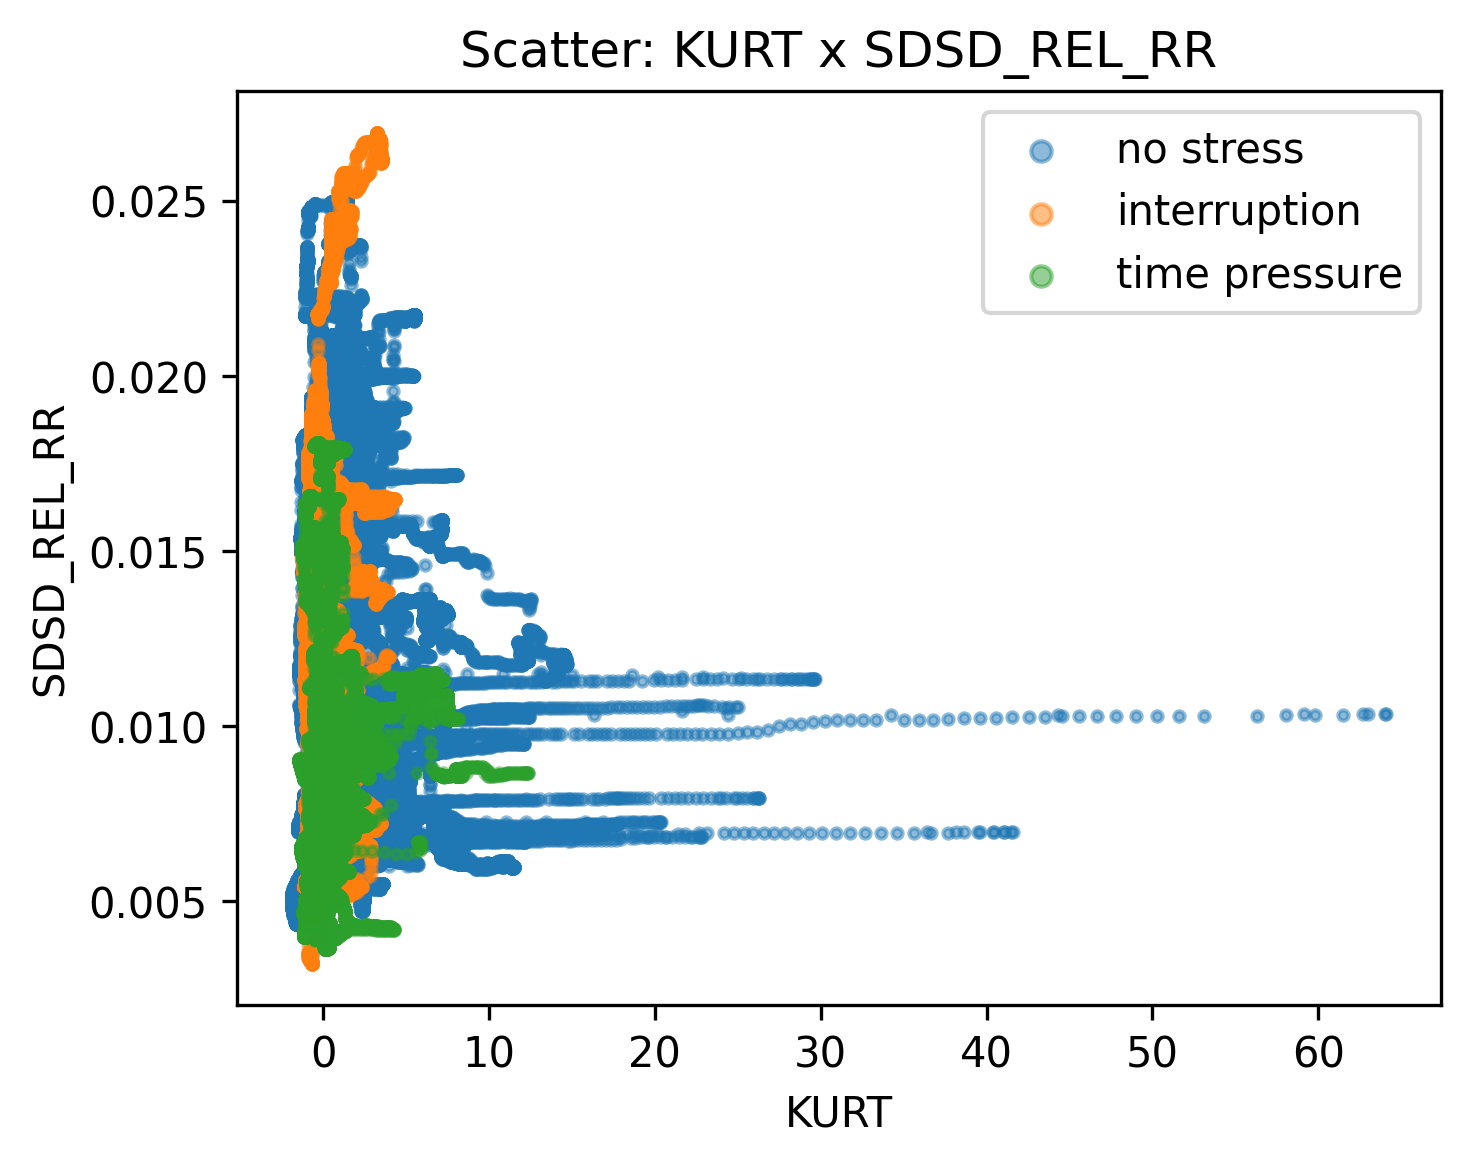 Scatter: KURT x SDSD_REL_RR
no stress
interruption
time pressure
0.025
0.020
0.015
0.010
0.005
SDSD_REL_RR
0 10 20 30 40 50 60
KURT